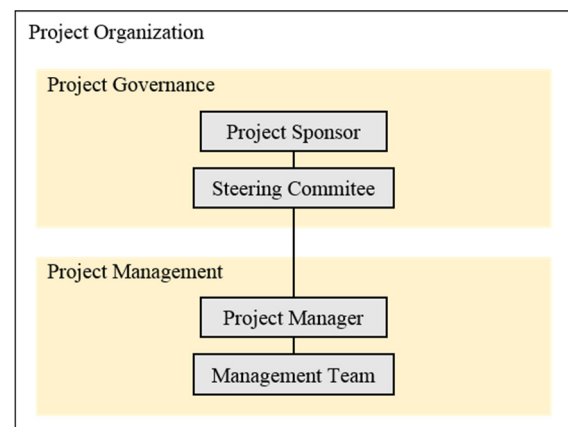 Project Organization
Project Governance
Project Sponsor
Steering Commitee
Project Management
Project Manager
Management Team